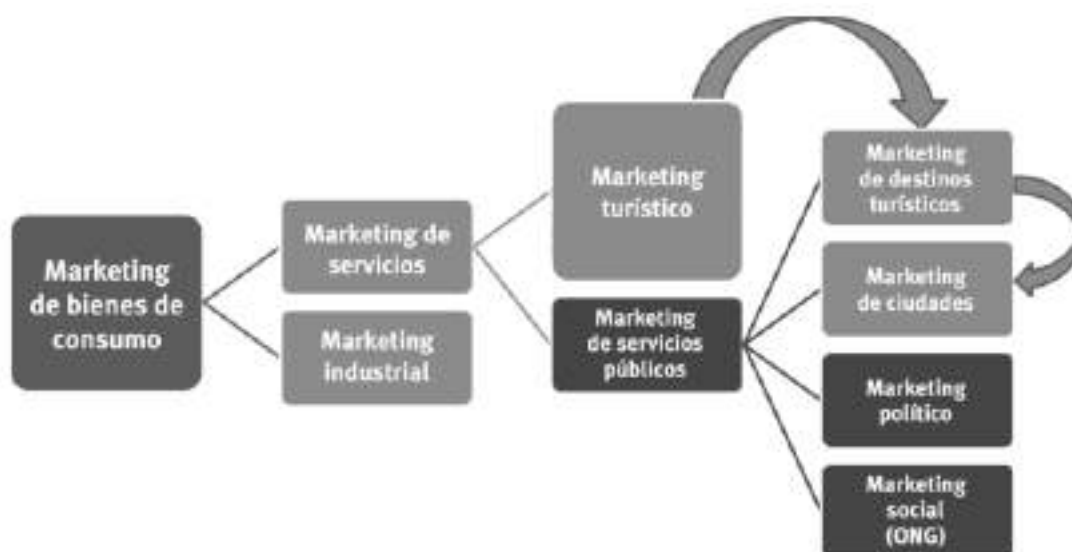 Marketing
de bienes de
consumo
Marketing de
servicios
Marketing
industrial
Marketing
turístico
Marketing
de servicios
públicos
Marketing
de destinos
turísticos
Marketing
de ciudades
Marketing
político
Marketing
social
(ONG)